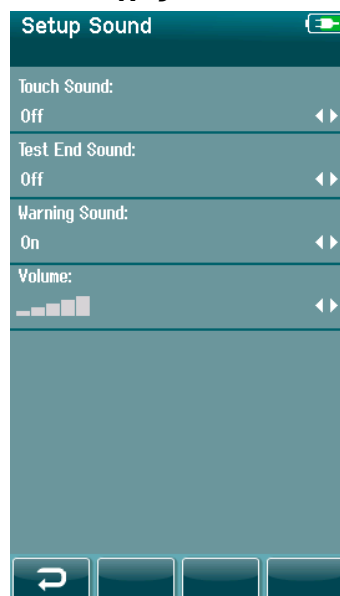 Setup Sound
Touch Sound:
Off
Test End Sound:
Off
Warning Sound:
On
Volume: